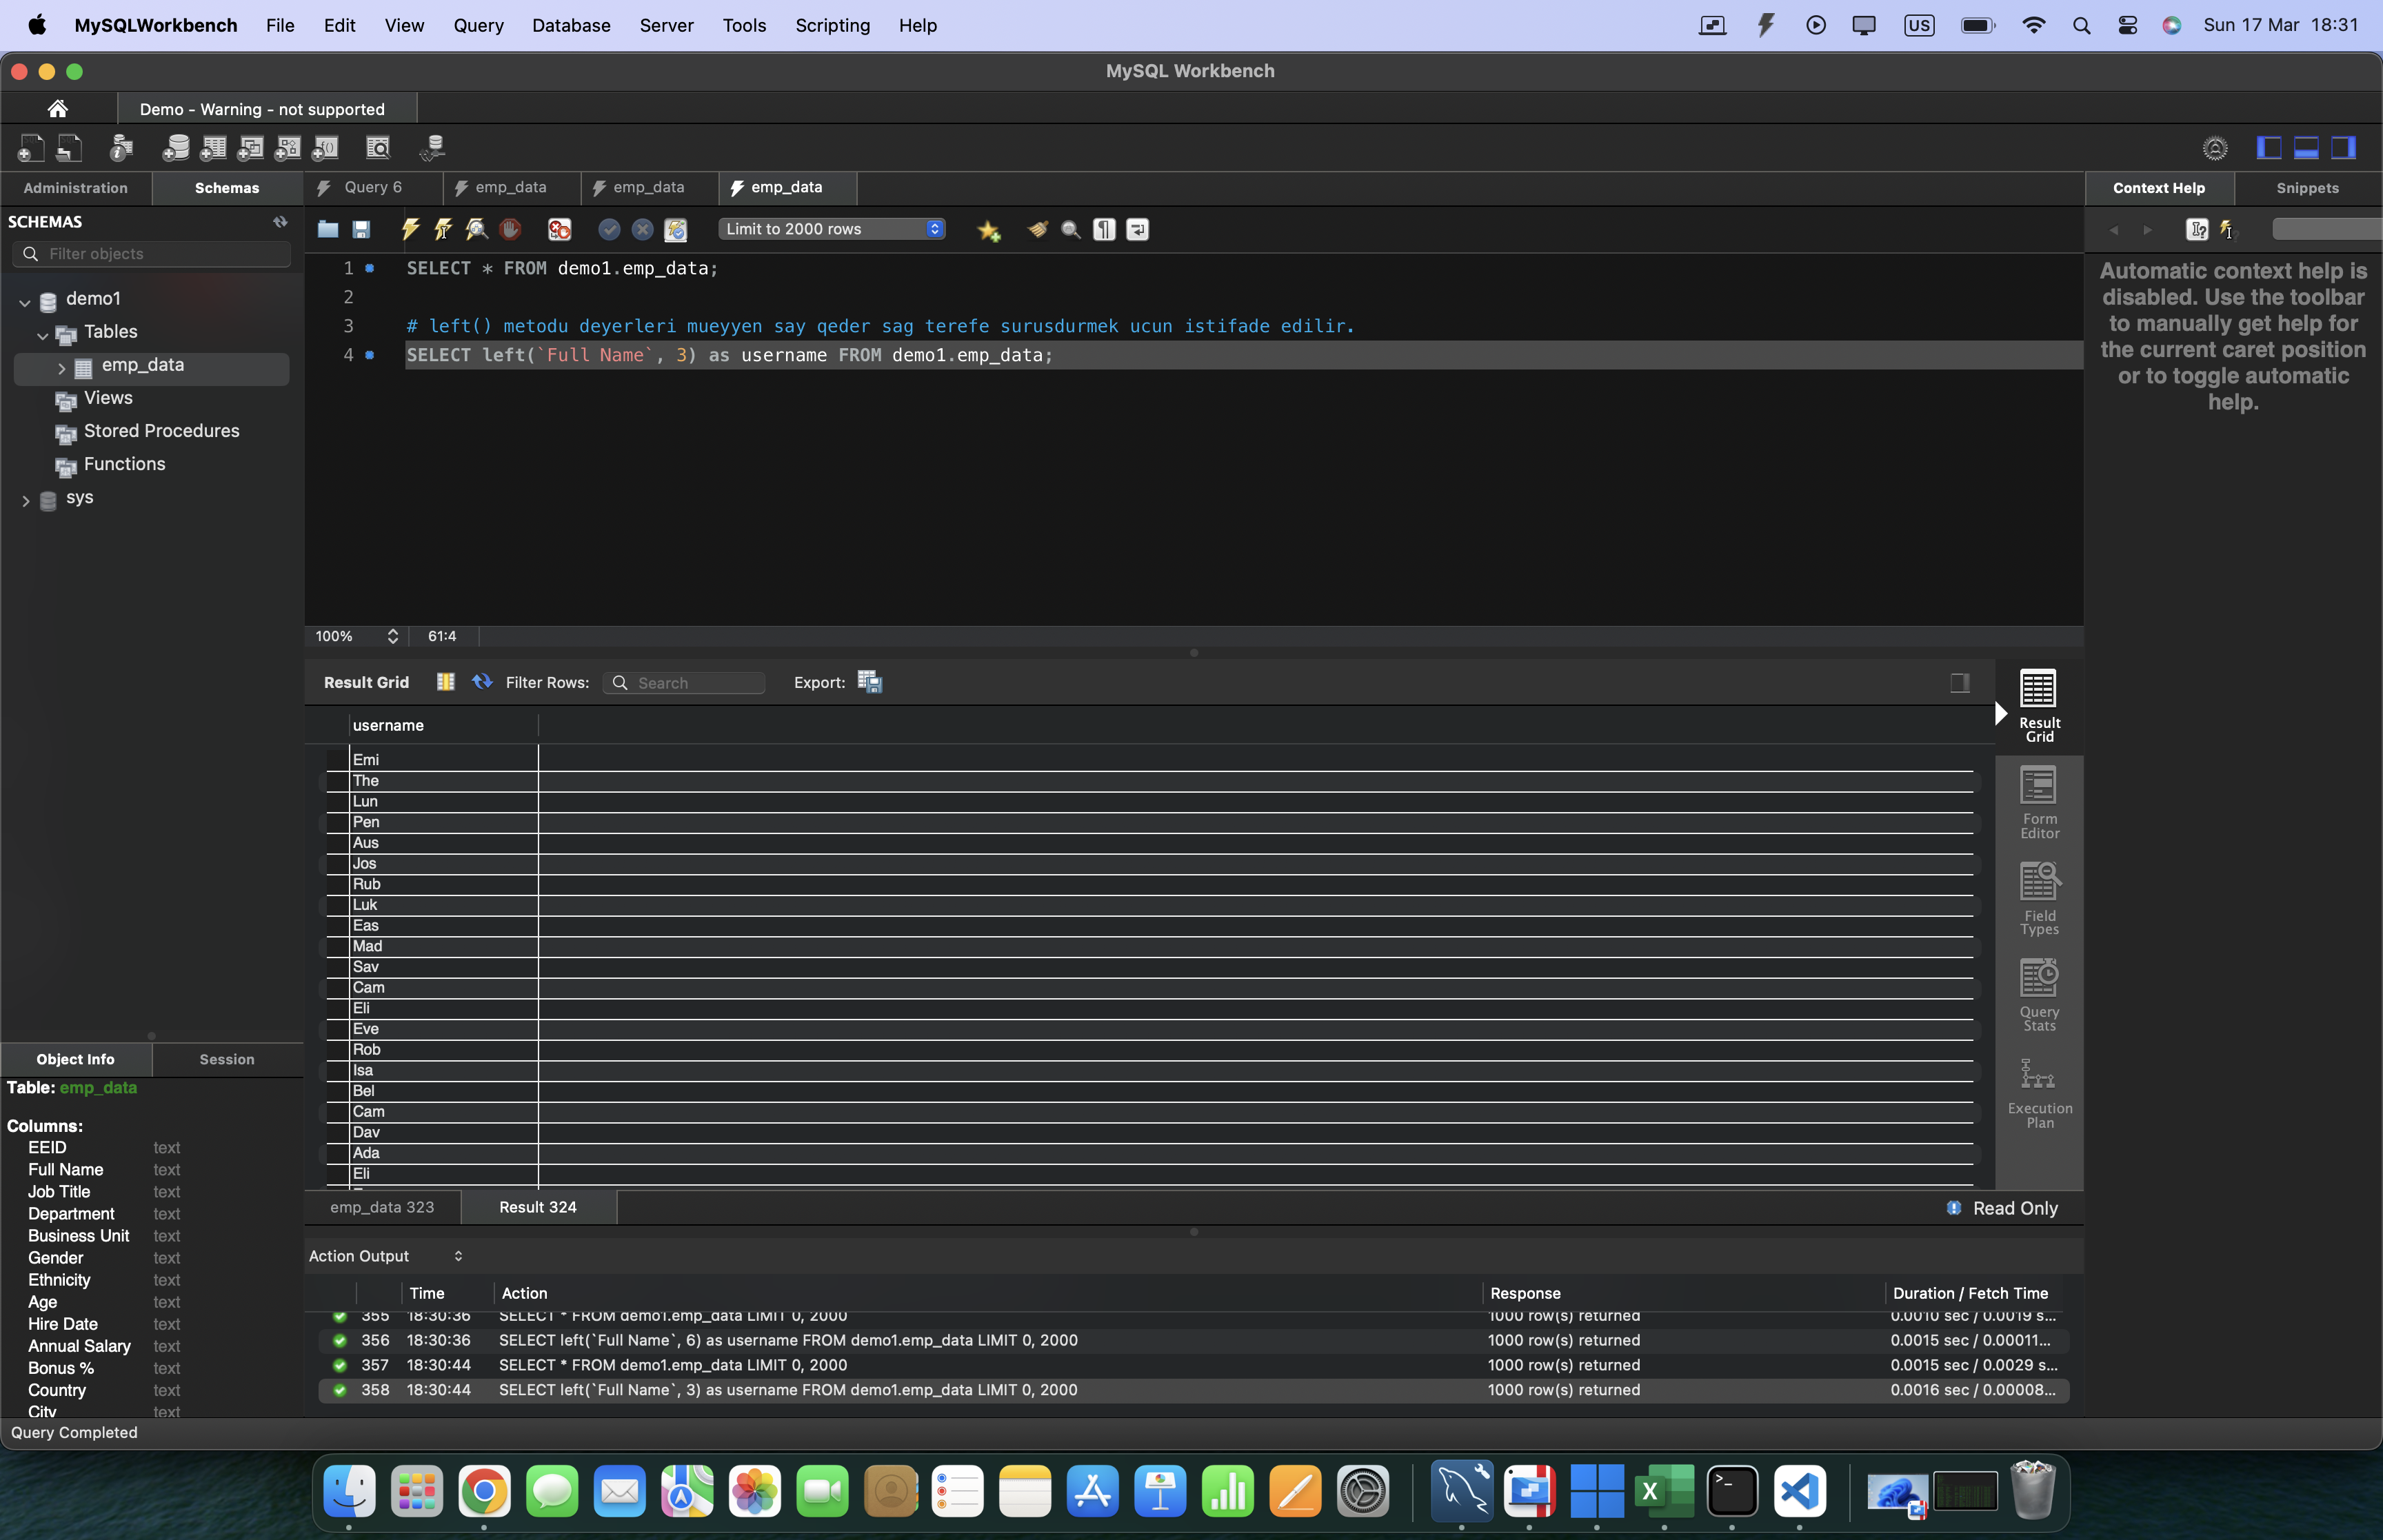 MySQLWorkbench File Edit View Query Database Server Tools Scripting Help US Sun 17 Mar 18:31
MySQL Workbench
Demo - Warning - not supported
Administration Schemas Query 6 emp_data emp_data emp_data Context Help Snippets
SCHEMAS
Limit to 2000 rows
Filter objects
demo1
Tables
emp_data
Views
Stored Procedures
Functions
sys
1 SELECT * FROM demo1.emp_data;
2
3 # left() metodu deyerleri mueyyen say qeder sag terefe surusdurmek ucun istifade edilir.
4 SELECT left(`Full Name`, 3) as username FROM demo1.emp_data;
Automatic context help is
disabled. Use the toolbar
to manually get help for
the current caret position
or to toggle automatic
help.
100% 61:4
Result Grid Filter Rows: Search Export:
username
Emi
The
Lun
Pen
Aus
Jos
Rub
Luk
Eas
Mad
Sav
Cam
Eli
Eve
Rob
Isa
Bel
Cam
Dav
Ada
Eli
Result
Grid
Form
Editor
Field
Types
Query
Stats
Execution
Plan
emp_data 323 Result 324 Read Only
Object Info Session
Table: emp_data
Columns:
EEID text
Full Name text
Job Title text
Department text
Business Unit text
Gender text
Ethnicity text
Age text
Hire Date text
Annual Salary text
Bonus % text
Country text
City text
Action Output
Time Action Response Duration / Fetch Time
355 18:30:36 SELECT * FROM demo1.emp_data LIMIT 0, 2000 1000 row(s) returned 0.0010 sec / 0.0019 s...
356 18:30:36 SELECT left(`Full Name`, 6) as username FROM demo1.emp_data LIMIT 0, 2000 1000 row(s) returned 0.0015 sec / 0.00011...
357 18:30:44 SELECT * FROM demo1.emp_data LIMIT 0, 2000 1000 row(s) returned 0.0015 sec / 0.0029 s...
358 18:30:44 SELECT left(`Full Name`, 3) as username FROM demo1.emp_data LIMIT 0, 2000 1000 row(s) returned 0.0016 sec / 0.00008...
Query Completed